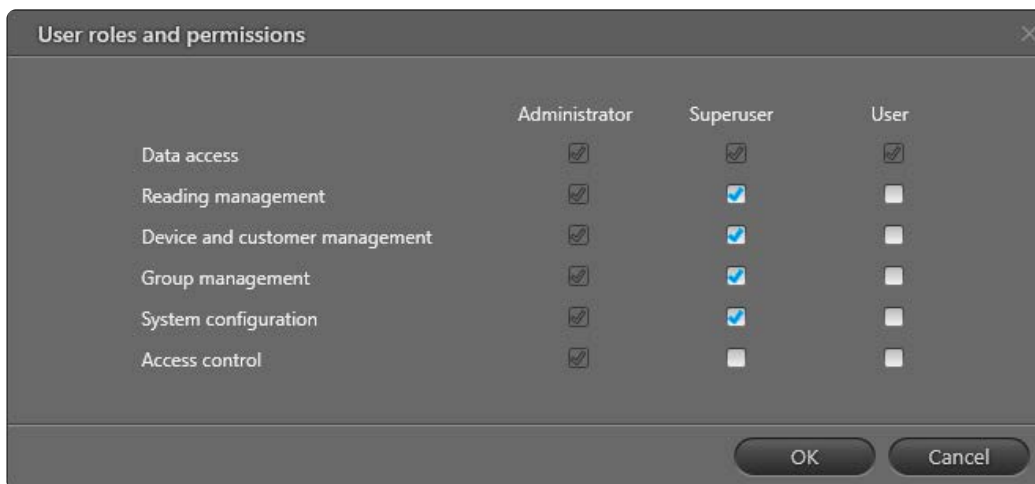 User roles and permissions
Administrator Superuser User
Data access
Reading management
Device and customer management
Group management
System configuration
Access control
OK Cancel